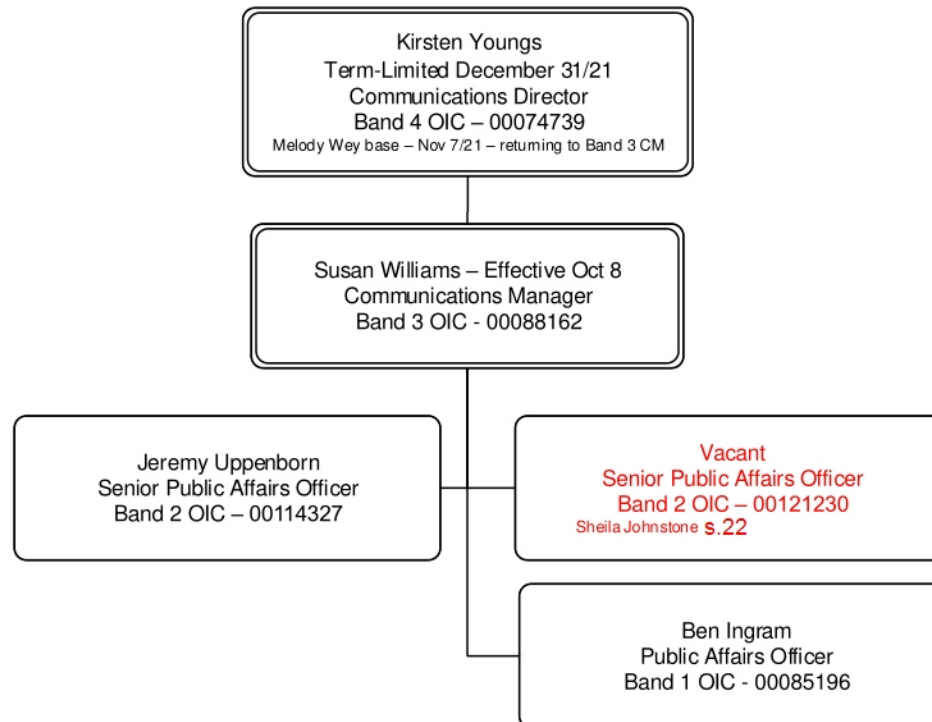 Kirsten Youngs
Term-Limited December 31/21
Communications Director
Band 4 OIC – 00074739
Melody Wey base – Nov 7/21 – returning to Band 3 CM
Susan Williams – Effective Oct 8
Communications Manager
Band 3 OIC - 00088162
Jeremy Uppenborn
Senior Public Affairs Officer
Band 2 OIC – 00114327
Vacant
Senior Public Affairs Officer
Band 2 OIC – 00121230
Sheila Johnstone s.22
Ben Ingram
Public Affairs Officer
Band 1 OIC - 00085196